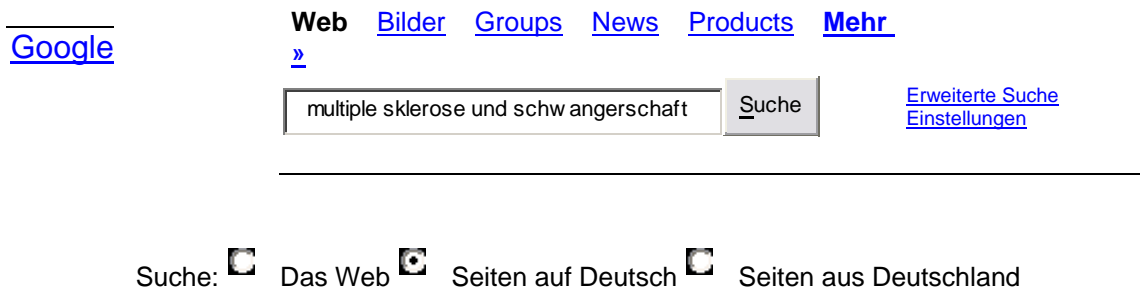 Web Bilder Groups News Products Mehr
Google
»
multiple sklerose und schw angerschaft Suche Erweiterte Suche
Einstellungen
Suche: Das Web Seiten auf Deutsch Seiten aus Deutschland